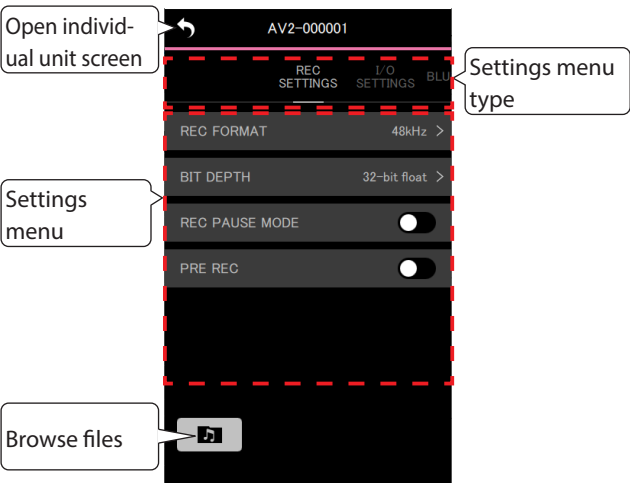 Open individ-
ual unit screen
AV2-000001
REC
SETTINGS
I/O
SETTINGS
BLU
Settings menu
type
REC FORMAT 48kHz >
BIT DEPTH 32-bit float >
Settings
menu
REC PAUSE MODE
PRE REC
Browse files